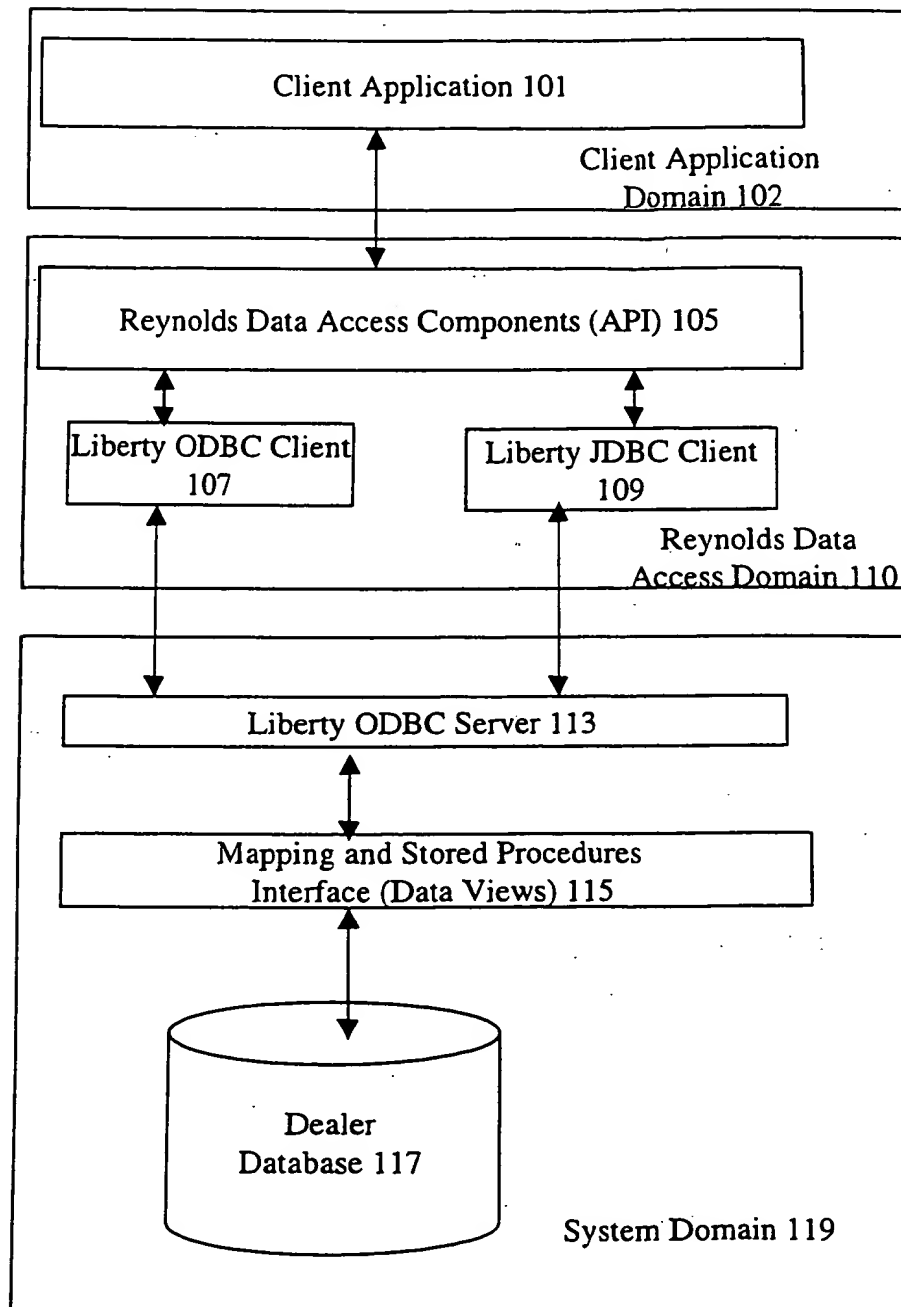 Client Application 101
Client Application
Domain 102
Reynolds Data Access Components (API) 105
Liberty ODBC Client
107
Liberty JDBC Client
109
Reynolds Data
Access Domain 110
Liberty ODBC Server 113
Mapping and Stored Procedures
Interface (Data Views) 115
Dealer
Database 117
System Domain 119